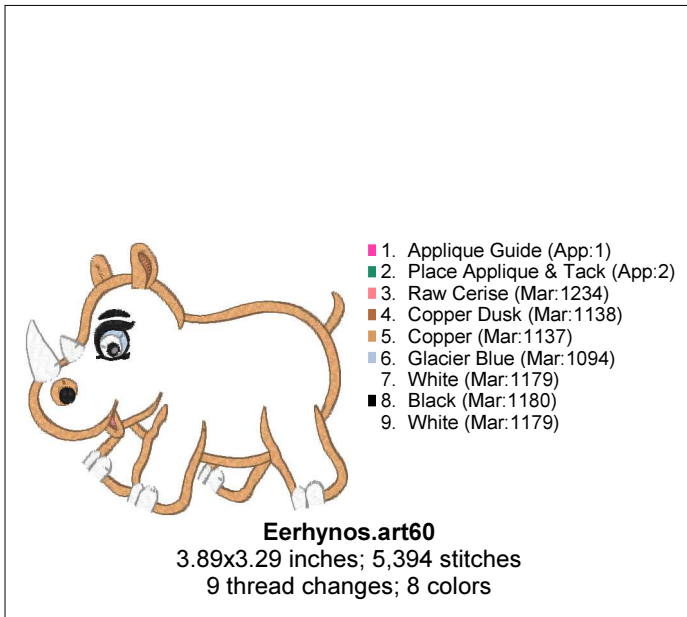 1. Applique Guide (App:1)
2. Place Applique & Tack (App:2)
3. Raw Cerise (Mar:1234)
4. Copper Dusk (Mar:1138)
5. Copper (Mar:1137)
6. Glacier Blue (Mar:1094)
7. White (Mar:1179)
8. Black (Mar:1180)
9. White (Mar:1179)
Eerhynos.art60
3.89x3.29 inches; 5,394 stitches
9 thread changes; 8 colors